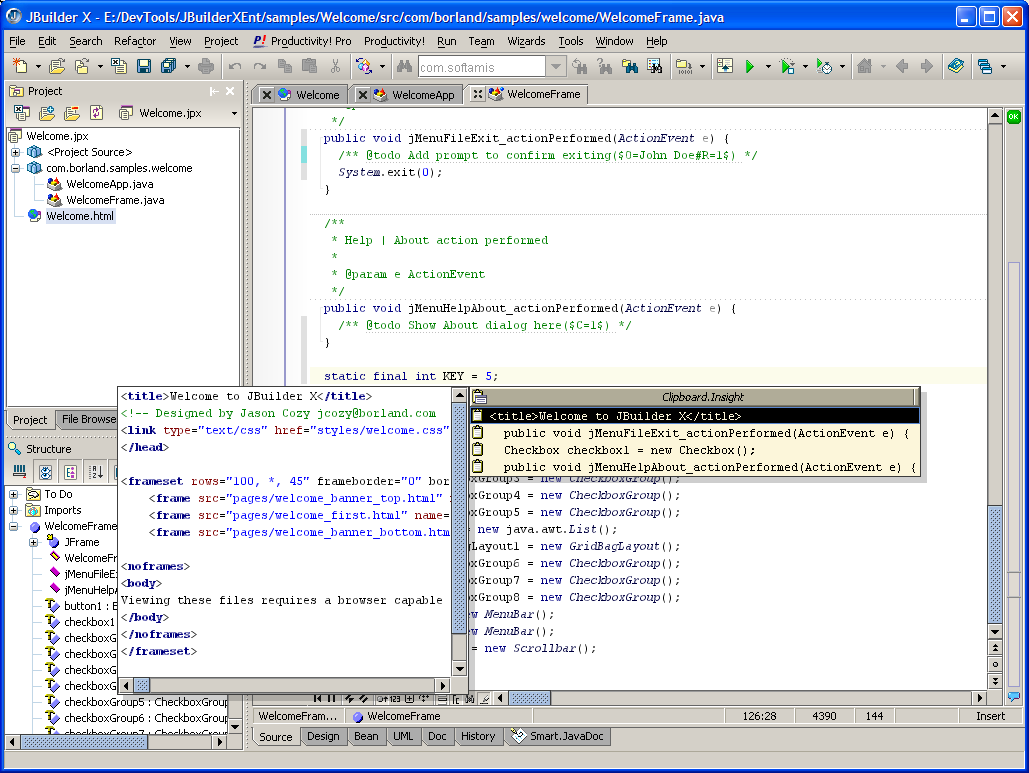 JBuilder X - E:/DevTools/JBuilderXEnt/samples/Welcome/src/com/borland/samples/welcome/WelcomeFrame.java
File Edit Search Refactor View Project P! Productivity! Pro Productivity! Run Team Wizards Tools Window Help
com.softamis
Project
Welcome.jpx
Welcome.jpx
<Project Source>
com.borland.samples.welcome
WelcomeApp.java
WelcomeFrame.java
Welcome.html
Project File Browse
Structure
To Do
Imports
WelcomeFrame
JFrame
WelcomeFr
jMenuFileE
jMenuHelpA
button1 : B
checkbox1
checkboxG
checkboxG
checkboxG
checkboxG
checkboxGroup5 : CheckboxGroup
checkboxGroup6 : CheckboxGroup
checkboxGroup7 : CheckboxGroup
Welcome WelcomeApp WelcomeFrame
*/
public void jMenuFileExit_actionPerformed(ActionEvent e) {
/** @todo Add prompt to confirm exiting($O=John Doe#R=1$) */
System.exit(0);
}
/**
* Help | About action performed
*
* @param e ActionEvent
*/
public void jMenuHelpAbout_actionPerformed(ActionEvent e) {
/** @todo Show About dialog here($C=1$) */
}
static final int KEY = 5;
OK
<title>Welcome to JBuilder X</title>
<!-- Designed by Jason Cozy jcozy@borland.com
<link type="text/css" href="styles/welcome.css"
</head>
<frameset rows="100, *, 45" frameborder="0" bor
<frame src="pages/welcome_banner_top.html"
<frame src="pages/welcome_first.html" name=
<frame src="pages/welcome_banner_bottom.htm
<noframes>
<body>
Viewing these files requires a browser capable
</body>
</noframes>
</frameset>
Clipboard.Insight
<title>Welcome to JBuilder X</title>
public void jMenuFileExit_actionPerformed(ActionEvent e) {
Checkbox checkbox1 = new Checkbox();
public void jMenuHelpAbout_actionPerformed(ActionEvent e) {
xGroup3 = new CheckboxGroup();
xGroup4 = new CheckboxGroup();
xGroup5 = new CheckboxGroup();
= new java.awt.List();
gLayout1 = new GridBagLayout();
xGroup6 = new CheckboxGroup();
xGroup7 = new CheckboxGroup();
xGroup8 = new CheckboxGroup();
w MenuBar();
w MenuBar();
= new Scrollbar();
WelcomeFram... WelcomeFrame 126:28 4390 144 Insert
Source Design Bean UML Doc History Smart.JavaDoc